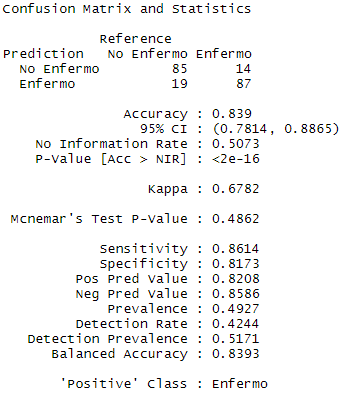 Confusion Matrix and Statistics
Reference
Prediction No Enfermo Enfermo
No Enfermo 85 14
Enfermo 19 87
Accuracy : 0.839
95% CI : (0.7814, 0.8865)
No Information Rate : 0.5073
P-Value [Acc > NIR] : <2e-16
Kappa : 0.6782
Mcnemar's Test P-Value : 0.4862
Sensitivity : 0.8614
Specificity : 0.8173
Pos Pred Value : 0.8208
Neg Pred Value : 0.8586
Prevalence : 0.4927
Detection Rate : 0.4244
Detection Prevalence : 0.5171
Balanced Accuracy : 0.8393
'Positive' Class : Enfermo